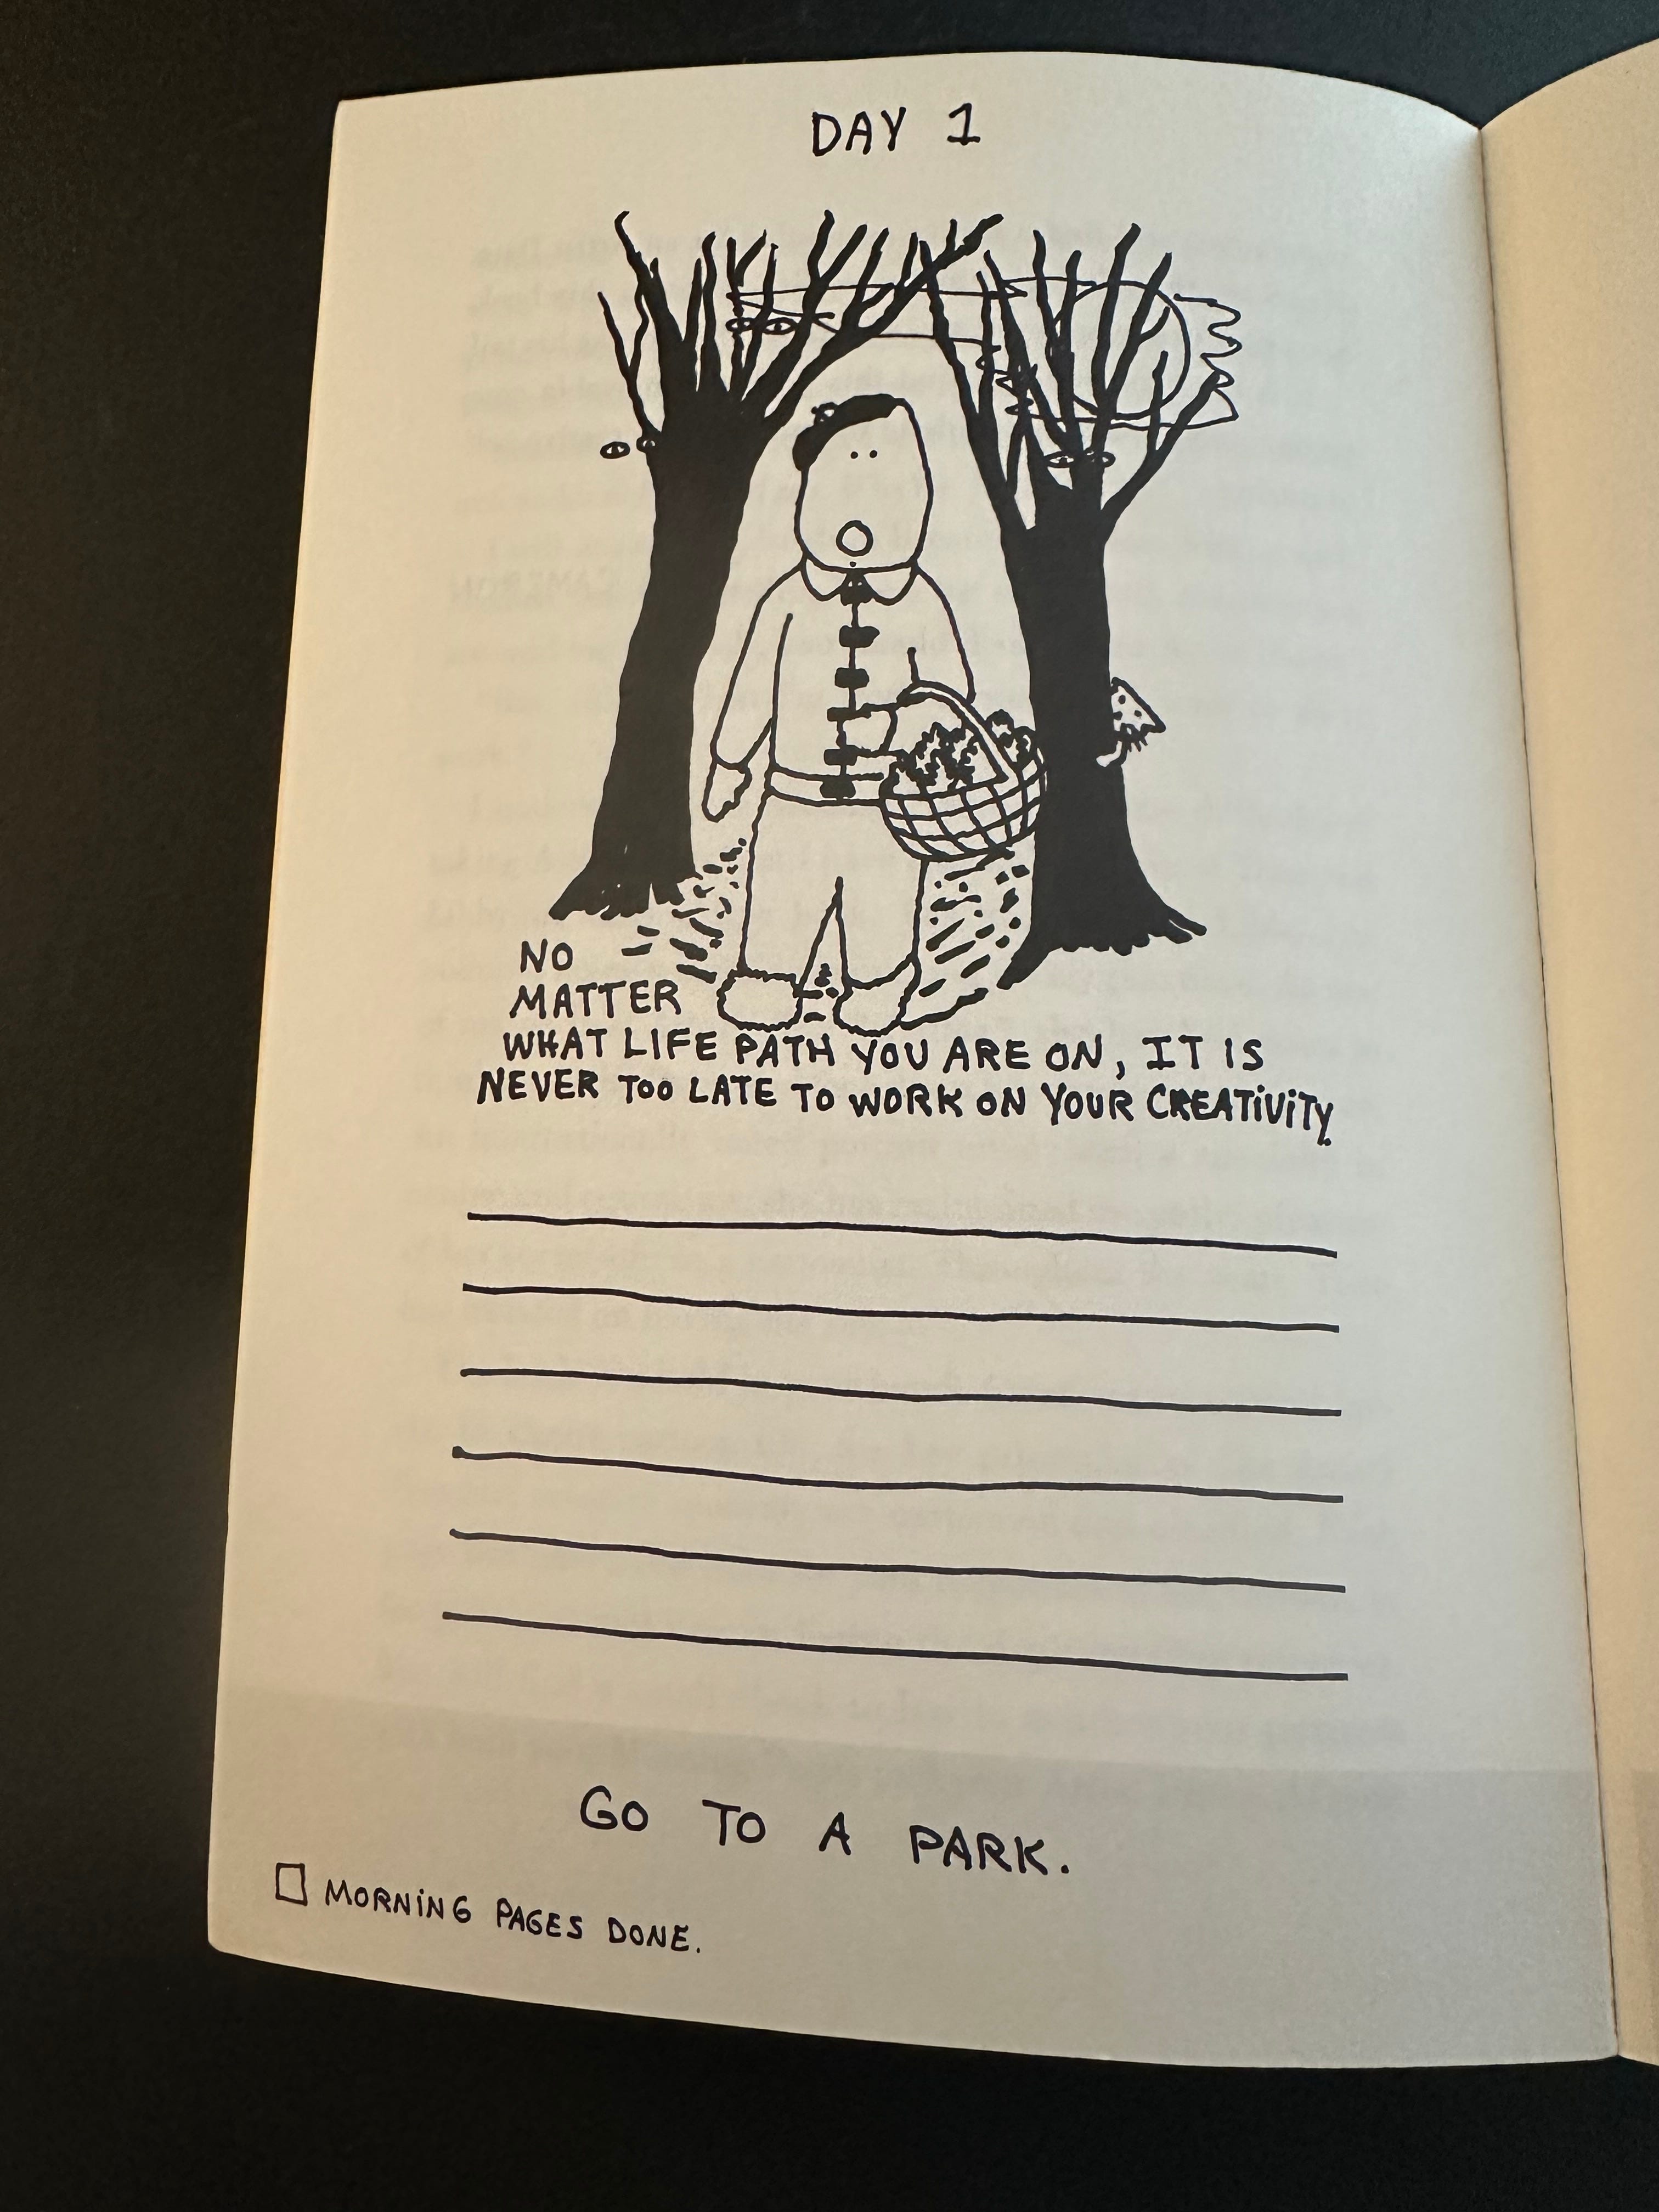 DAY 1
NO
MATTER
WHAT LIFE PATH YOU ARE ON, IT IS
NEVER TOO LATE TO WORK ON YOUR CREATIViTY.
GO TO A PARK.
MORNiNG PAGES DONE.